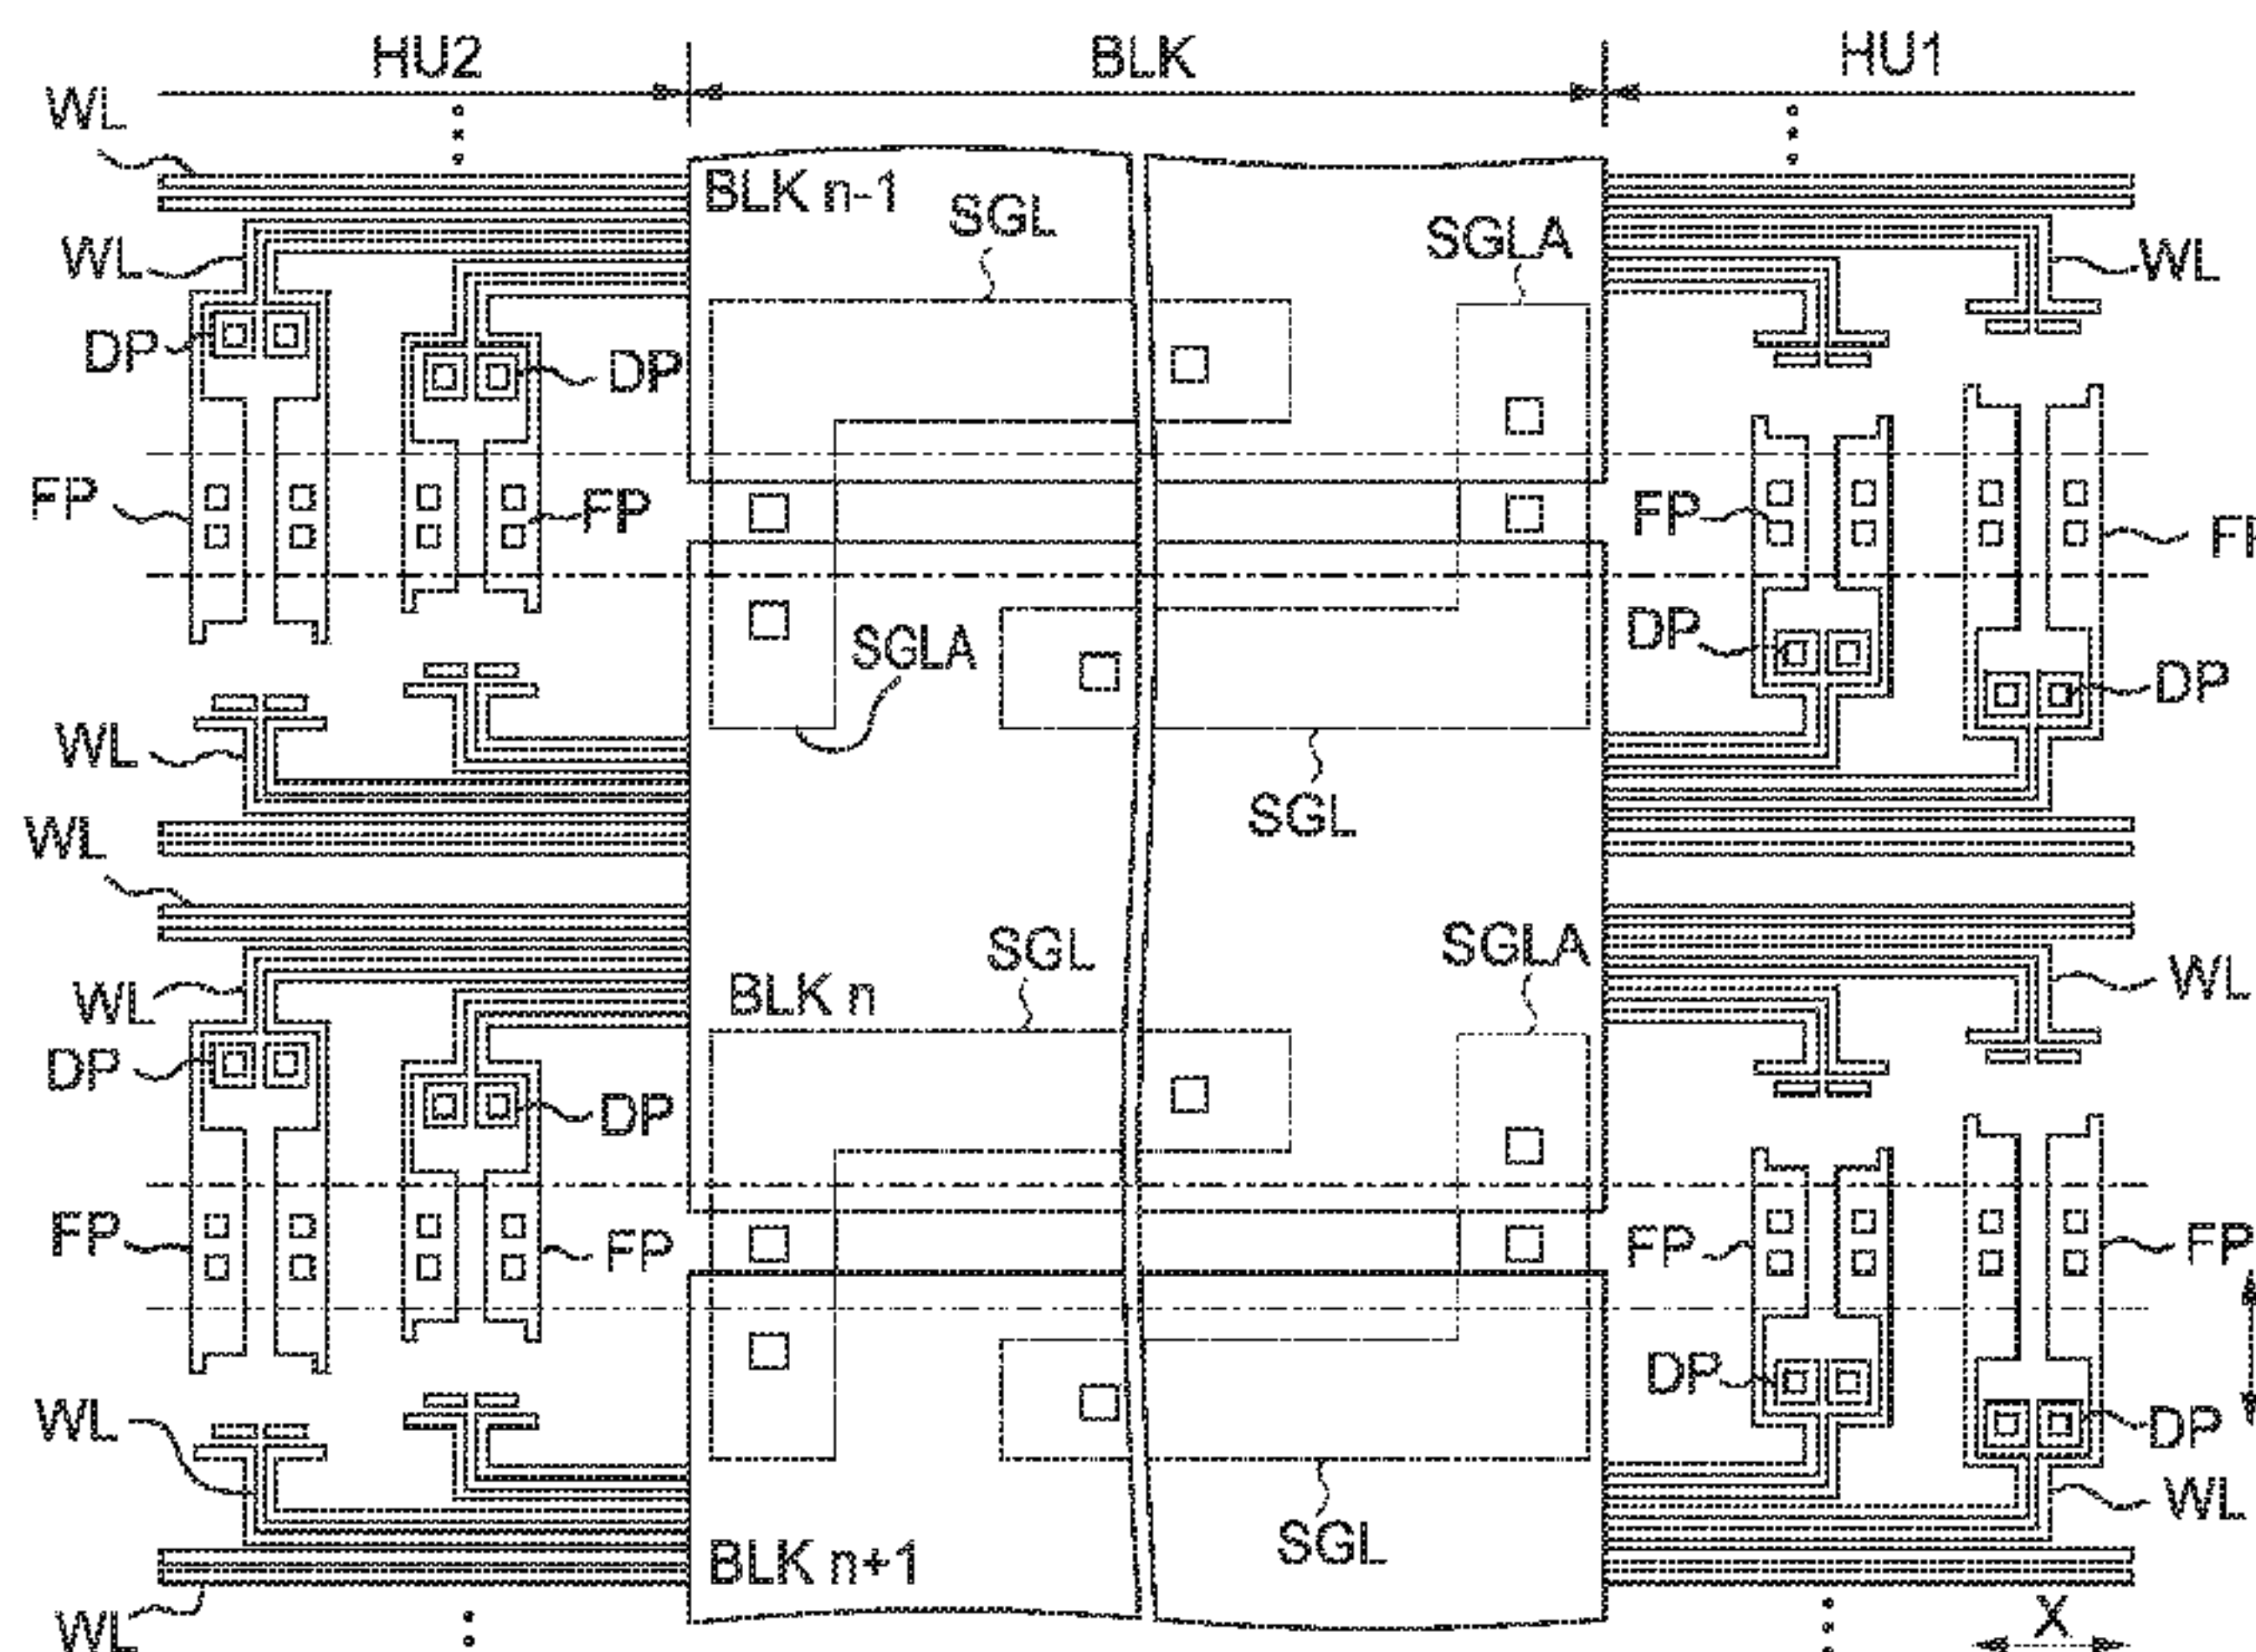 HU2 BLK HU1
WL
BLK n-1 SGL SGLA
WL WL
DP DP
FP FP FP
DP SGLA DP
WL
SGL
WL
SGL SGLA
WL BLK n WL
DP DP
FP FP FP FP
DP DP
WL WL
SGL
BLK n+1
WL X